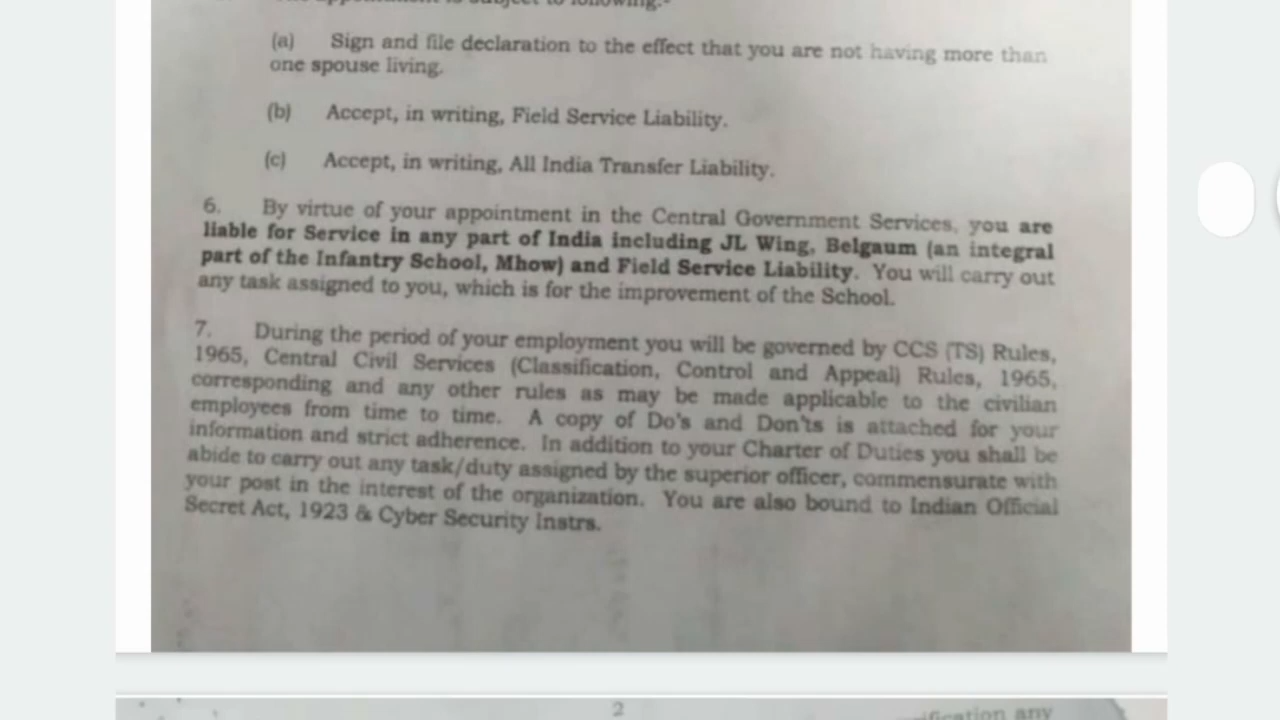 appointment is subject to following:-
(a) Sign and file declaration to the effect that you are not having more than
one spouse living.
(b) Accept, in writing, Field Service Liability.
(c) Accept, in writing, All India Transfer Liability.
6. By virtue of your appointment in the Central Government Services, you are
liable for Service in any part of India including JL Wing, Belgaum (an integral
part of the Infantry School, Mhow) and Field Service Liability. You will carry out
any task assigned to you, which is for the improvement of the School.
7. During the period of your employment you will be governed by CCS (TS) Rules,
1965, Central Civil Services (Classification, Control and Appeal) Rules, 1965,
corresponding and any other rules as may be made applicable to the civilian
employees from time to time. A copy of Do's and Don'ts is attached for your
information and strict adherence. In addition to your Charter of Duties you shall be
abide to carry out any task/duty assigned by the superior officer, commensurate with
your post in the interest of the organization. You are also bound to Indian Official
Secret Act, 1923 & Cyber Security Instrs.
2
any